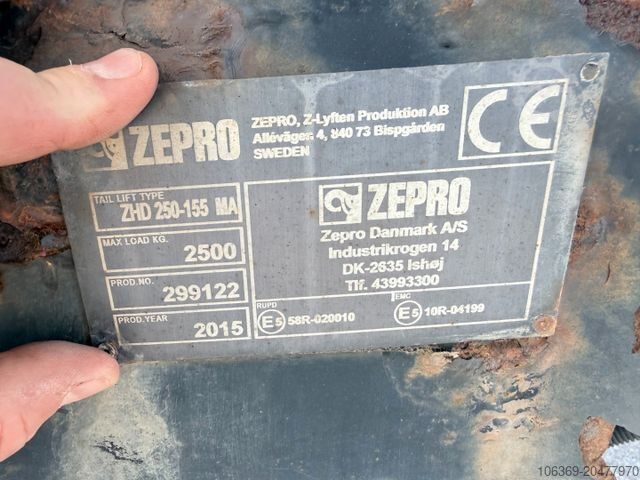 ZEPRO
ZEPRO, Z-Lyften Produktion AB
Allévägen 4, 840 73 Bispgården
SWEDEN
CE
TAIL LIFT TYPE
ZHD 250-155 MA
MAX LOAD KG.
2500
PROD.NO.
299122
PROD.YEAR
2015
ZEPRO
Zepro Danmark A/S
Industrikrogen 14
DK-2635 Ishøj
Tlf. 43993300
RUPD
E5 58R-020010
EMC
E5 10R-04199
106369-20477970